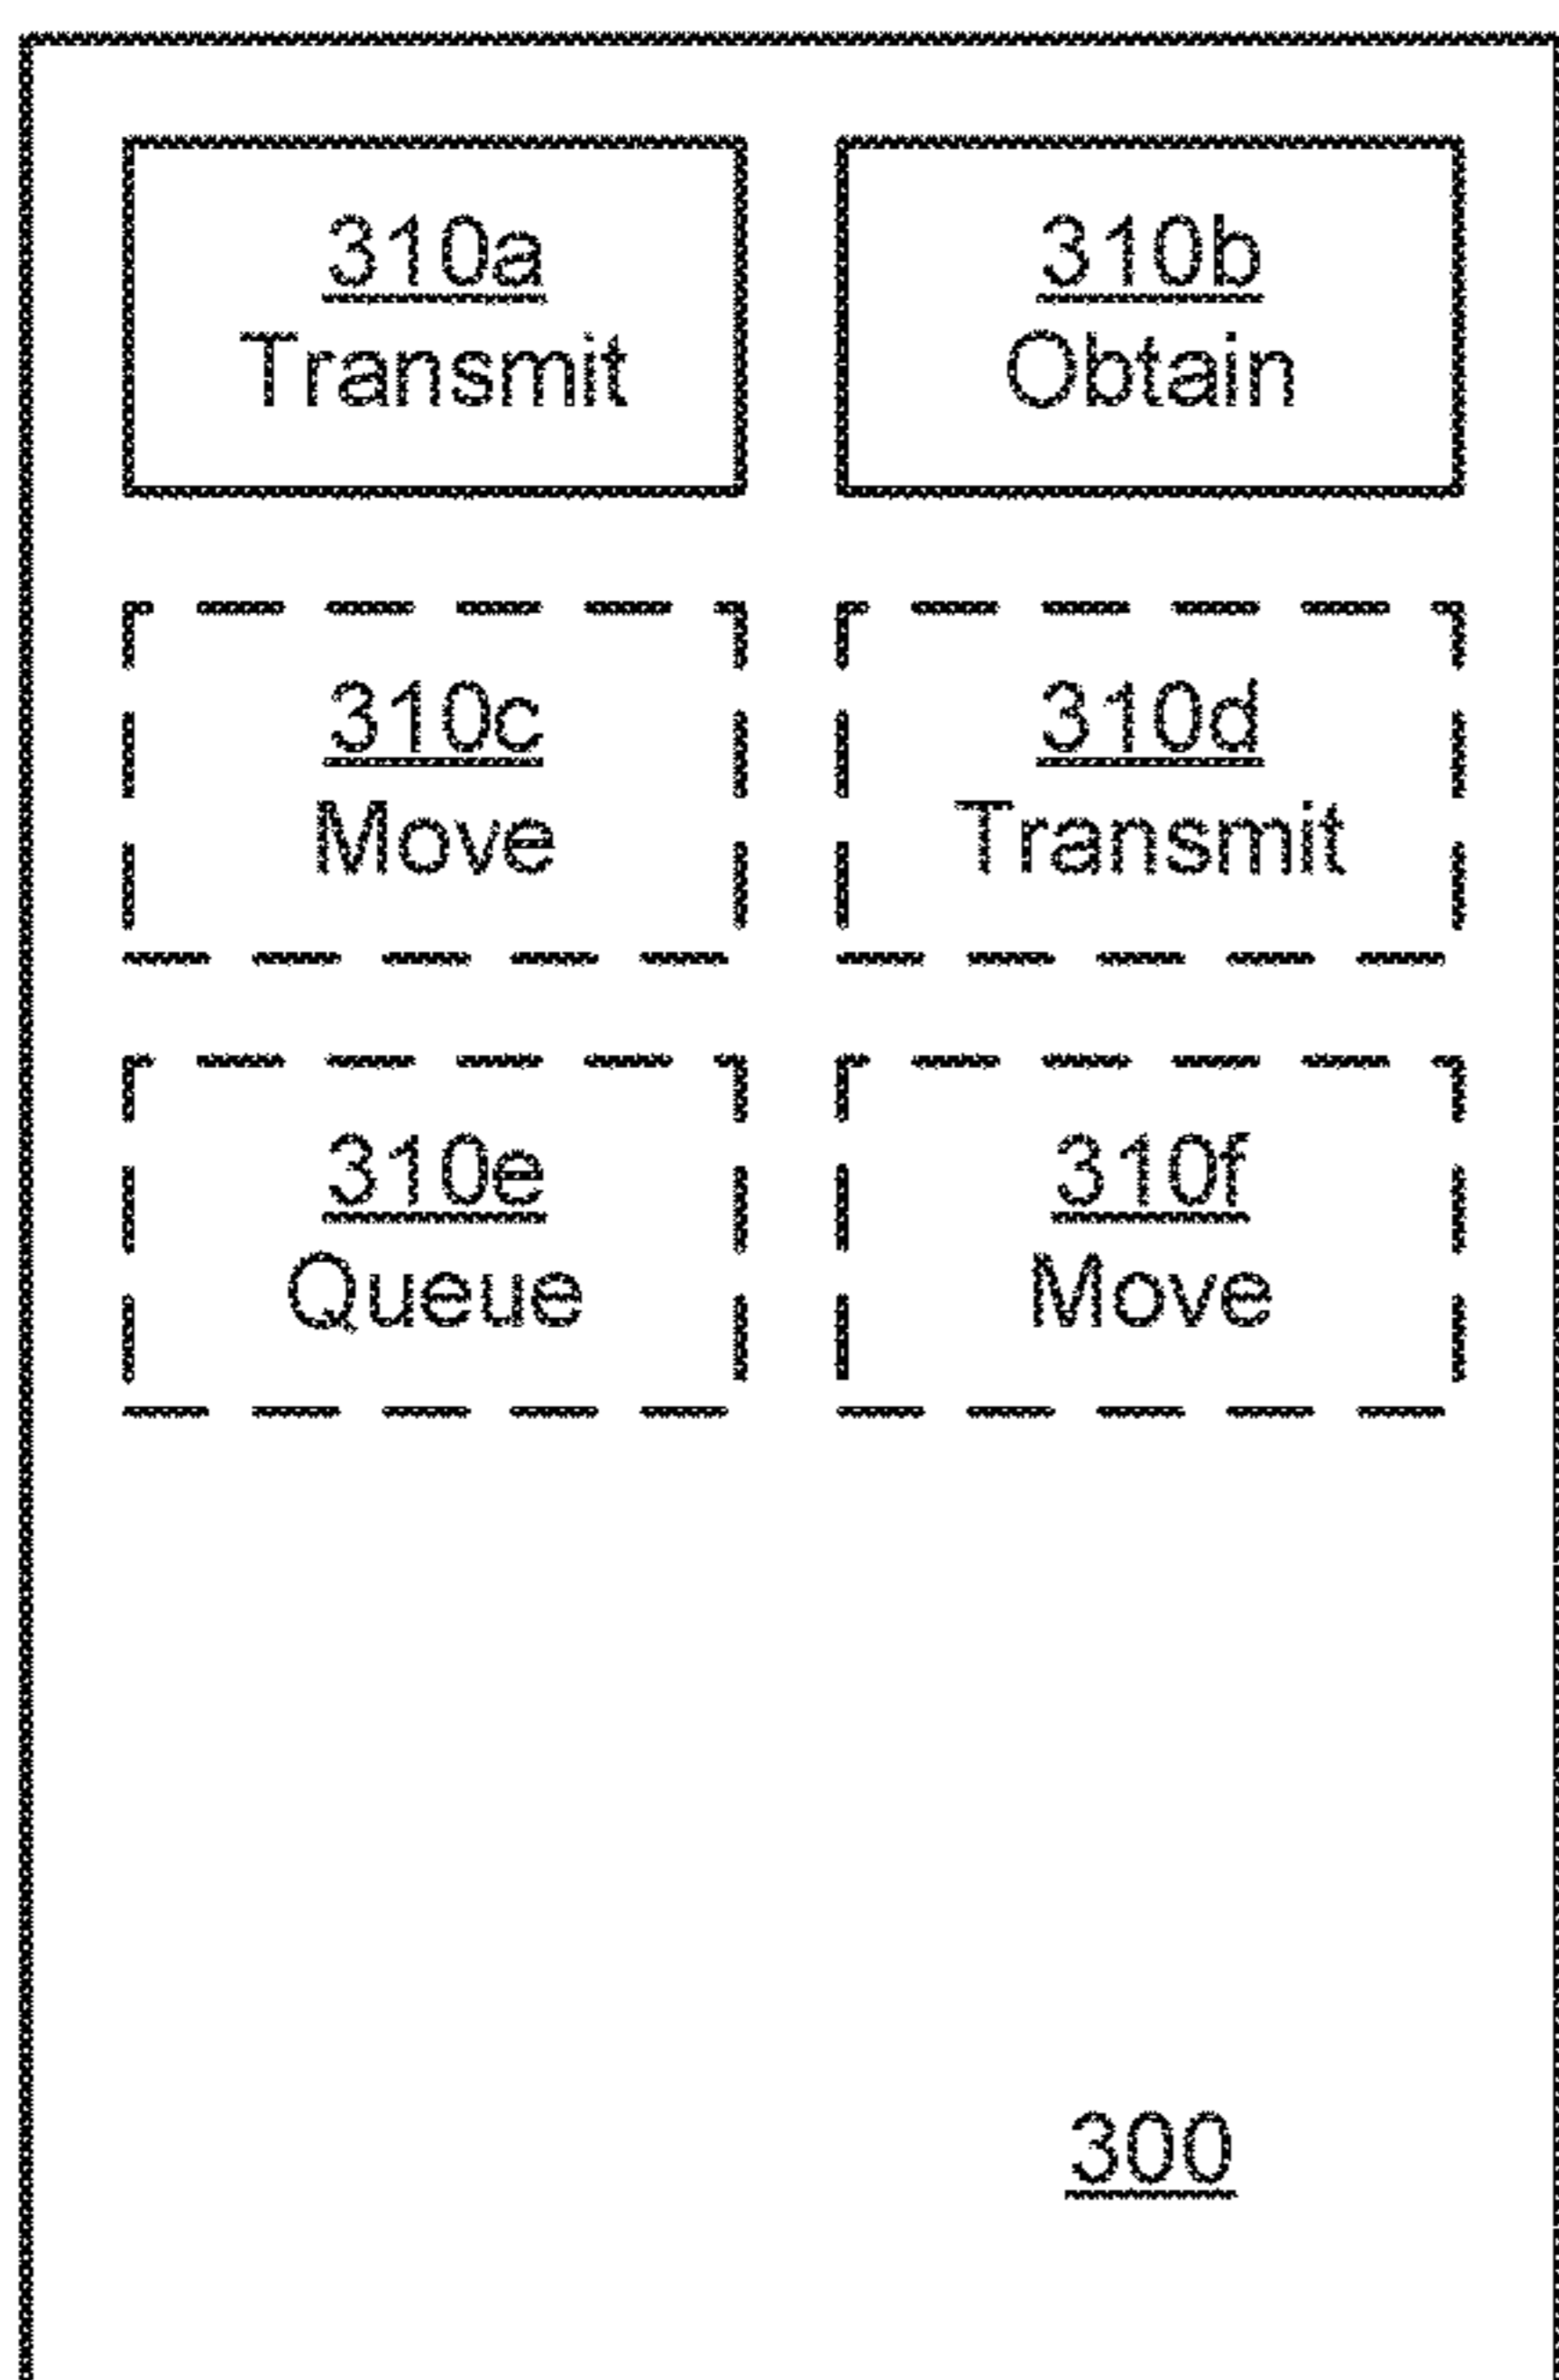 310a
Transmit
310b
Obtain
310c
Move
310d
Transmit
310e
Queue
310f
Move
300